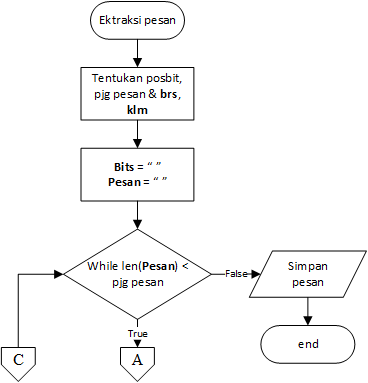 Ektraksi pesan
Tentukan posbit,
pjg pesan & brs,
klm
Bits = “ ”
Pesan = “ ”
While len(Pesan) <
pjg pesan
False
Simpan
pesan
True
end
C
A